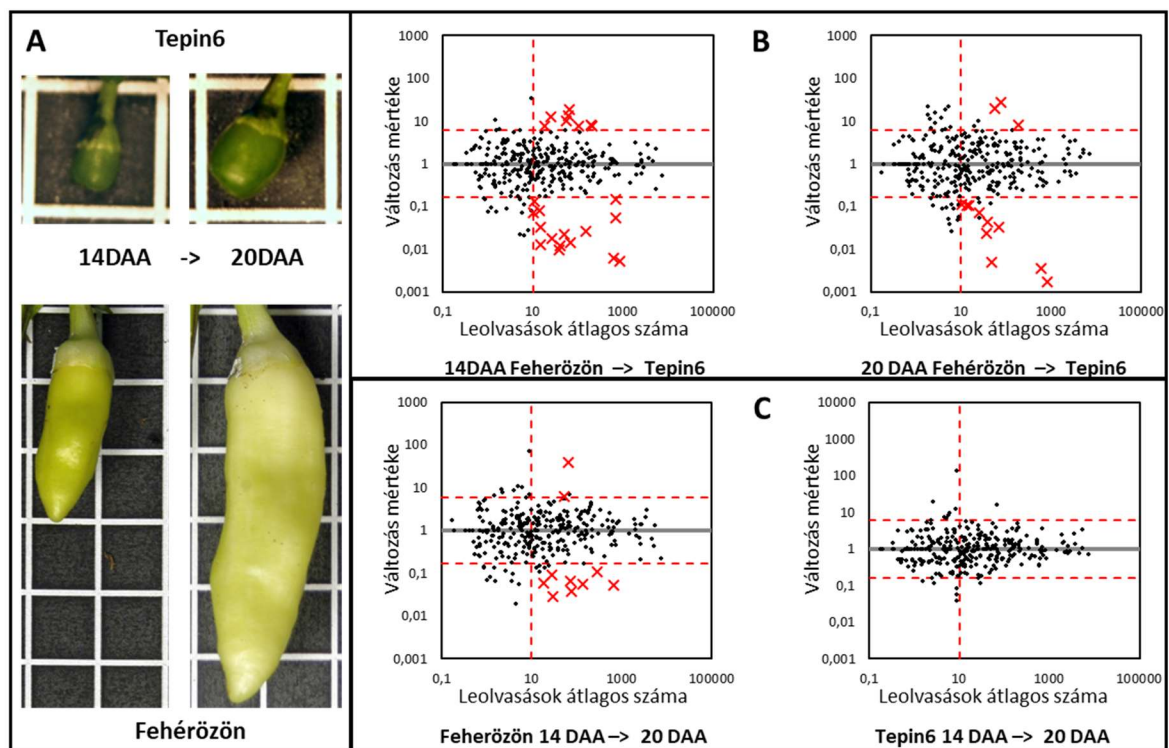 A
Tepin6
14DAA -> 20DAA
Fehérözön
B
Változás mértéke
1000
100
10
1
0,1
0,01
0,001
0,1 10 1000 100000
Leolvasások átlagos száma
14DAA Feherözön –> Tepin6
Változás mértéke
1000
100
10
1
0,1
0,01
0,001
0,1 10 1000 100000
Leolvasások átlagos száma
20 DAA Fehérözön –> Tepin6
C
Változás mértéke
1000
100
10
1
0,1
0,01
0,001
0,1 10 1000 100000
Leolvasások átlagos száma
Feherözön 14 DAA –> 20 DAA
Változás mértéke
10000
1000
100
10
1
0,1
0,01
0,001
0,1 10 1000 100000
Leolvasások átlagos száma
Tepin6 14 DAA –> 20 DAA